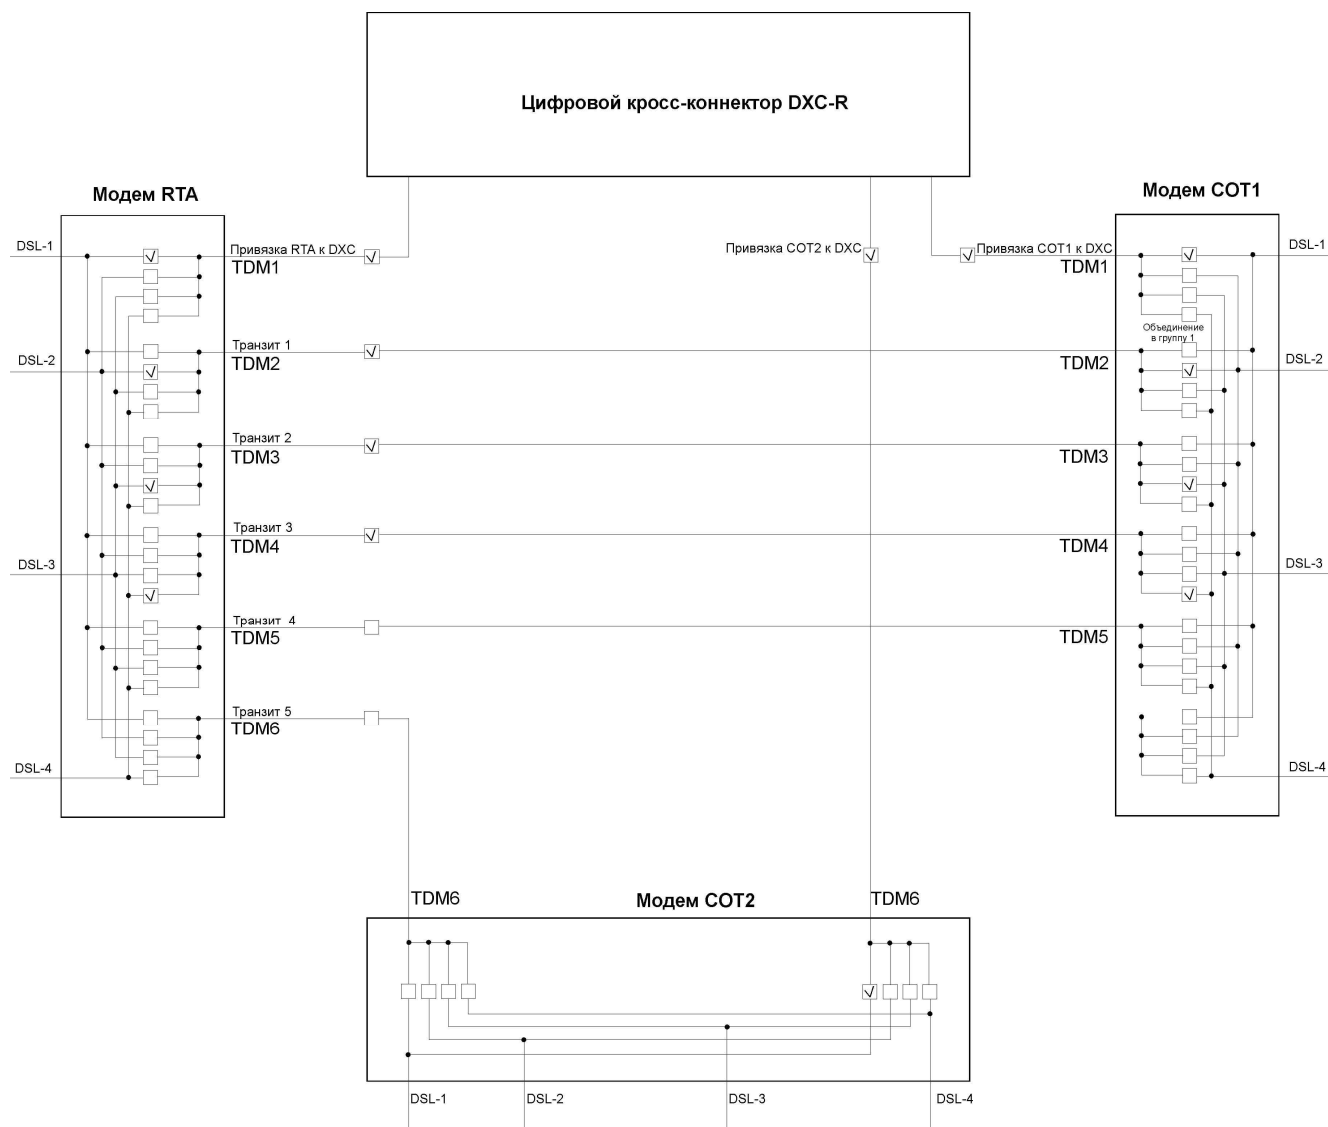 Цифровой кросс-коннектор DXC-R
Модем RTA
Модем COT1
DSL-1
Привязка RTA к DXC
TDM1
Привязка COT2 к DXC
Привязка COT1 к DXC
TDM1
DSL-1
Объединение
в группу 1
DSL-2
Транзит 1
TDM2
TDM2
DSL-2
Транзит 2
TDM3
TDM3
Транзит 3
TDM4
TDM4
DSL-3
DSL-3
Транзит 4
TDM5
TDM5
Транзит 5
TDM6
DSL-4
DSL-4
TDM6
Модем COT2
TDM6
DSL-1
DSL-2
DSL-3
DSL-4